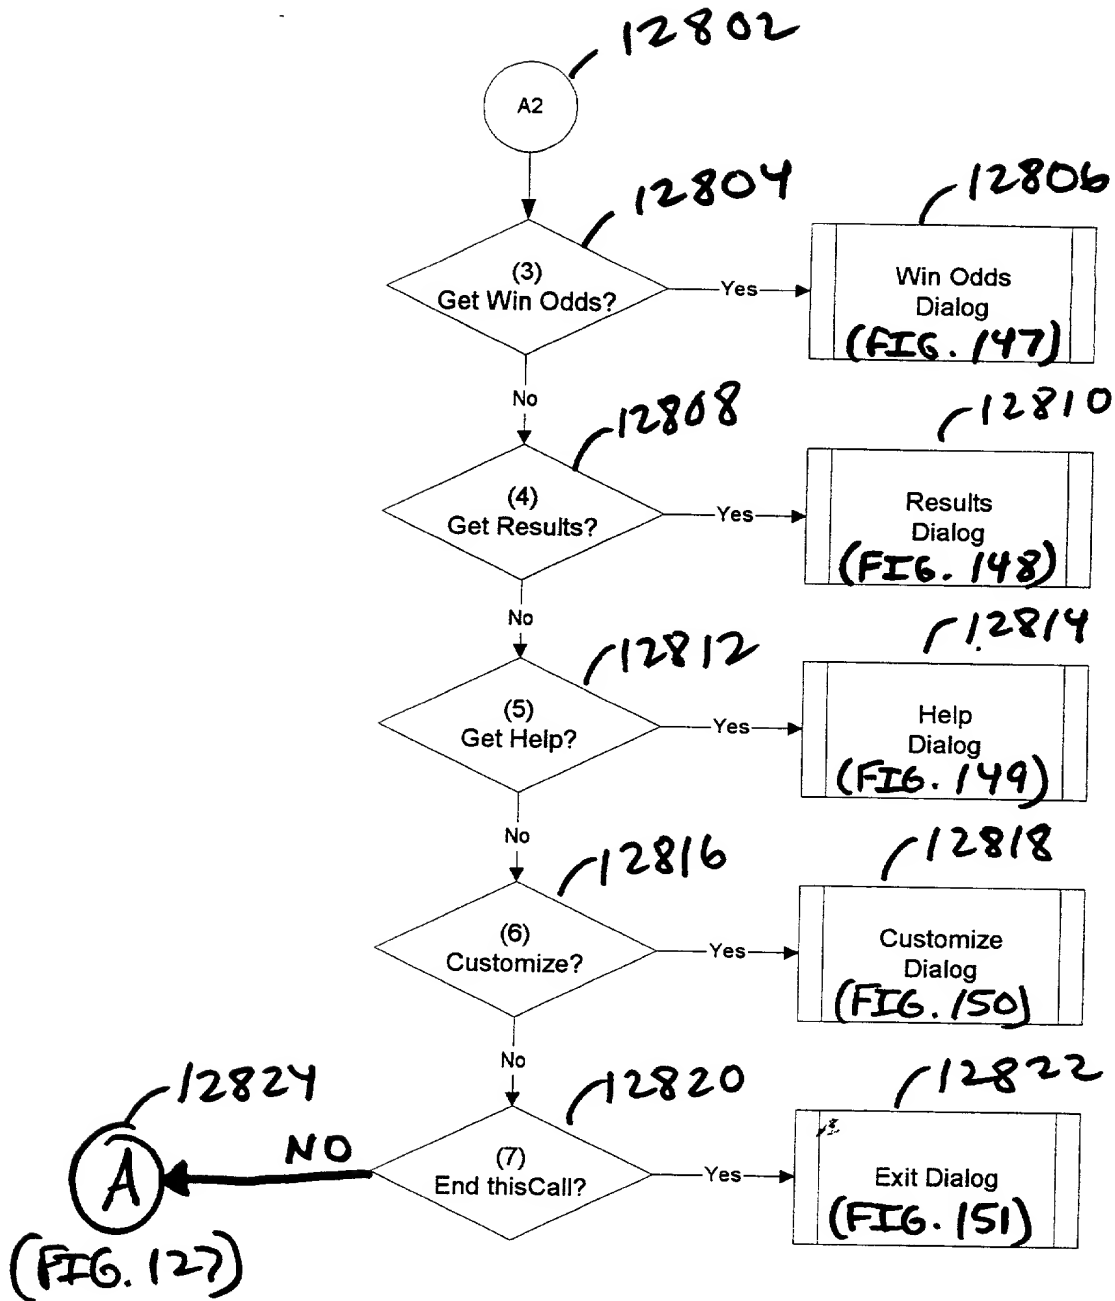 12802
A2
12804
12806
(3)
Get Win Odds?
Yes
Win Odds
Dialog
(FIG. 147)
No
12808
12810
(4)
Get Results?
Yes
Results
Dialog
(FIG. 148)
No
12812
12814
(5)
Get Help?
Yes
Help
Dialog
(FIG. 149)
No
12816
12818
(6)
Customize?
Yes
Customize
Dialog
(FIG. 150)
No
12824
12820
12822
A
NO
(7)
End thisCall?
Yes
Exit Dialog
(FIG. 151)
(FIG. 127)